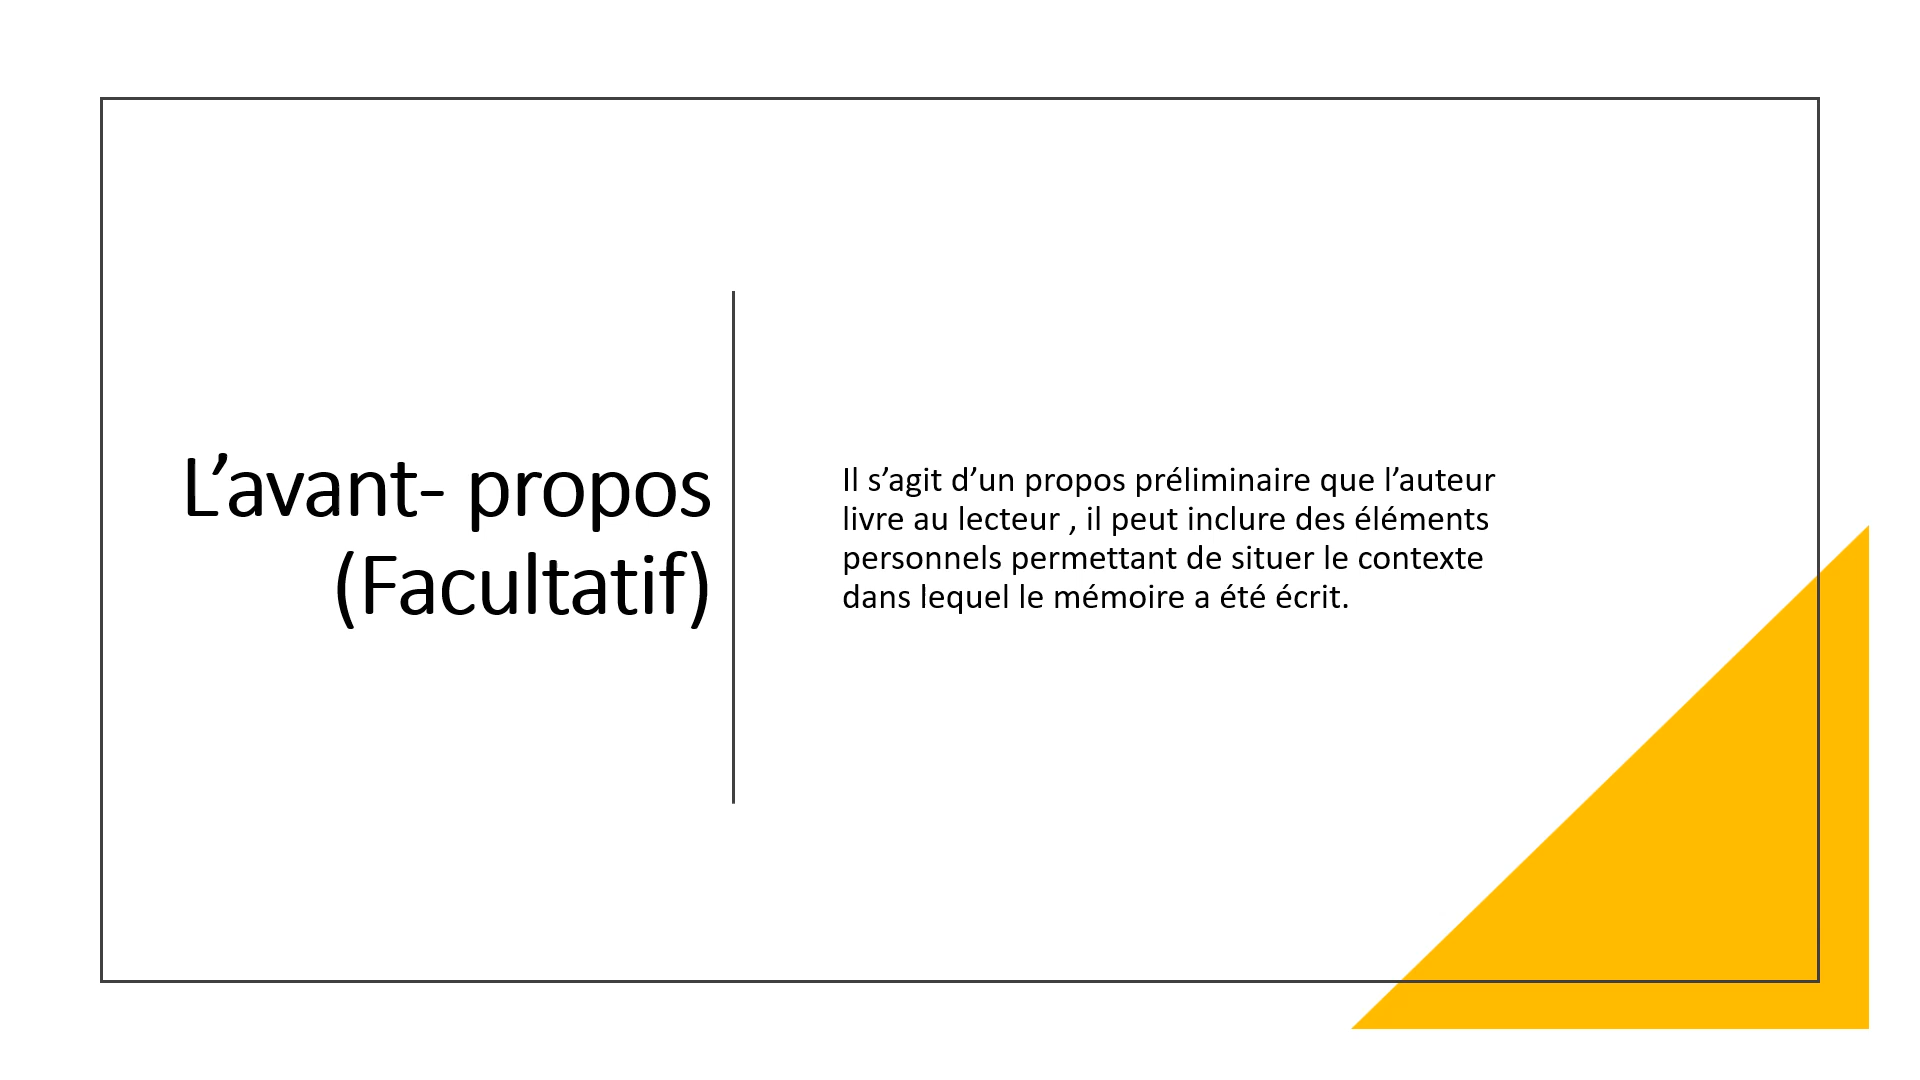 L’avant- propos
(Facultatif)
Il s’agit d’un propos préliminaire que l’auteur
livre au lecteur , il peut inclure des éléments
personnels permettant de situer le contexte
dans lequel le mémoire a été écrit.